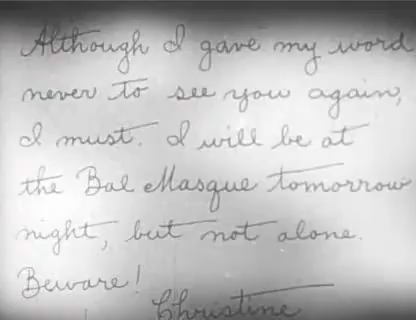 Although I gave my word
never to see you again,
I must. I will be at
the Bal Masque tomorrow
night, but not alone.
Beware!
Christine